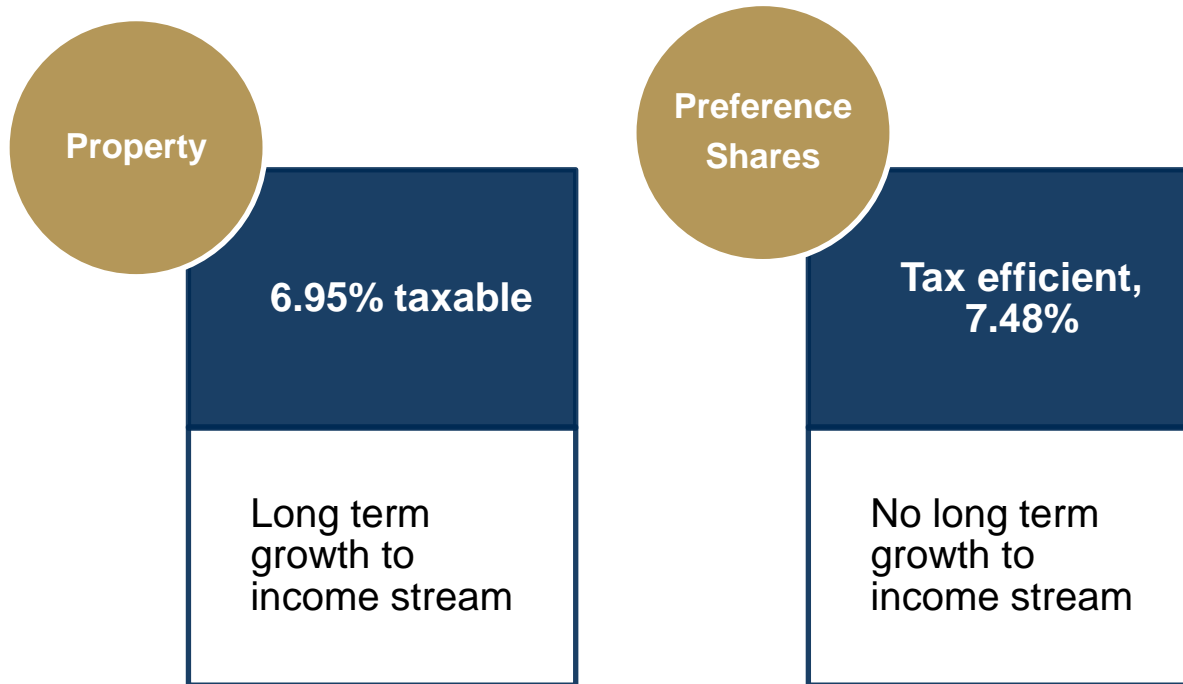 Property
6.95% taxable
Long term
growth to
income stream
Preference
Shares
Tax efficient,
7.48%
No long term
growth to
income stream